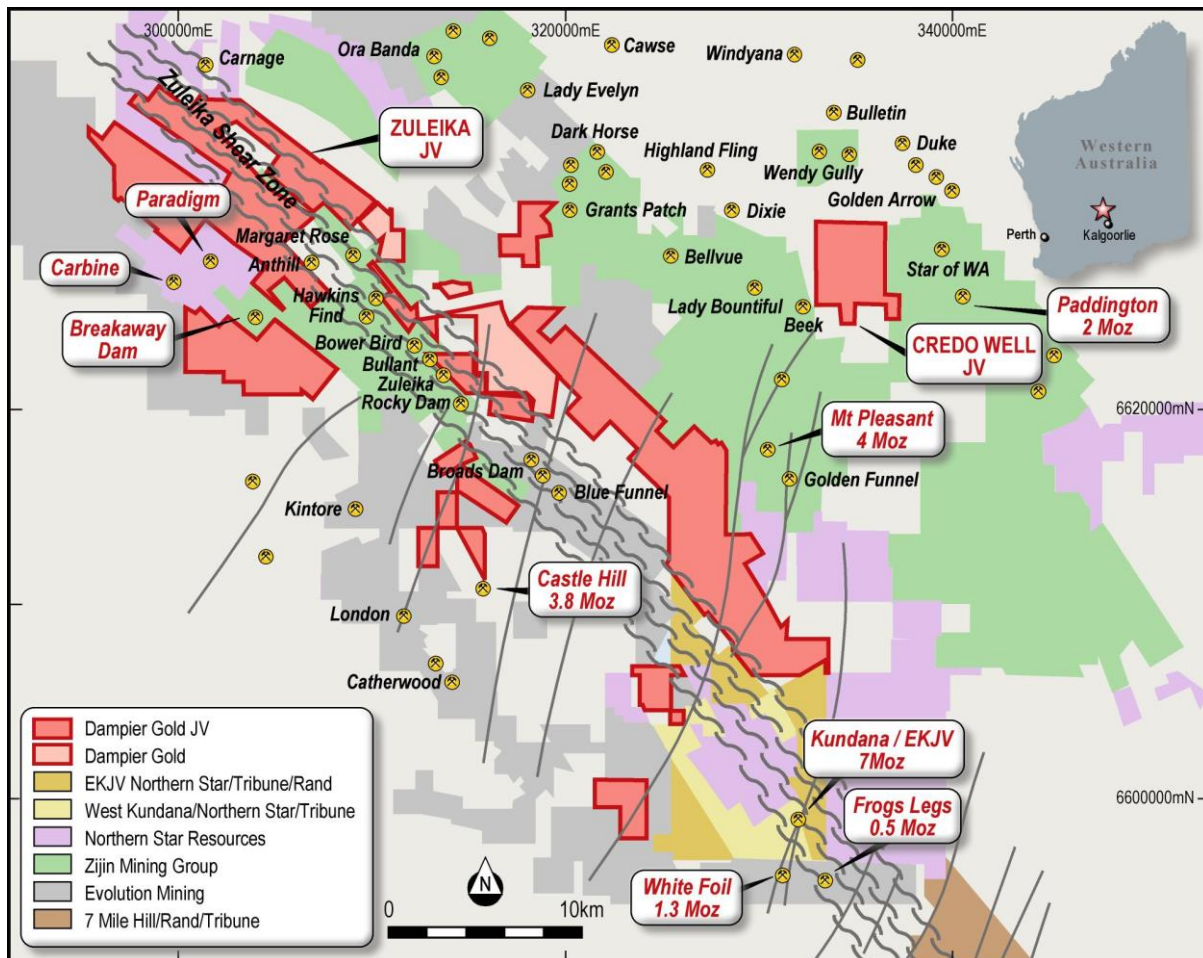 300000mE
320000mE
340000mE
Carnage
Ora Banda
Cawse
Windyana
Lady Evelyn
Zuleika Shear Zone
ZULEIKA
JV
Bulletin
Dark Horse
Highland Fling
Duke
Wendy Gully
Western
Australia
Paradigm
Golden Arrow
Grants Patch
Dixie
Perth
Kalgoorlie
Margaret Rose
Anthill
Bellvue
Star of WA
Carbine
Hawkins
Find
Lady Bountiful
Beek
Paddington
2 Moz
Breakaway
Dam
Bower Bird
Bullant
Zuleika
Rocky Dam
CREDO WELL
JV
6620000mN
Mt Pleasant
4 Moz
Broads Dam
Blue Funnel
Golden Funnel
Kintore
Castle Hill
3.8 Moz
London
Catherwood
Kundana / EKJV
7Moz
Frogs Legs
0.5 Moz
6600000mN
White Foil
1.3 Moz
Dampier Gold JV
Dampier Gold
EKJV Northern Star/Tribune/Rand
West Kundana/Northern Star/Tribune
Northern Star Resources
Zijin Mining Group
Evolution Mining
7 Mile Hill/Rand/Tribune
N
0
10km